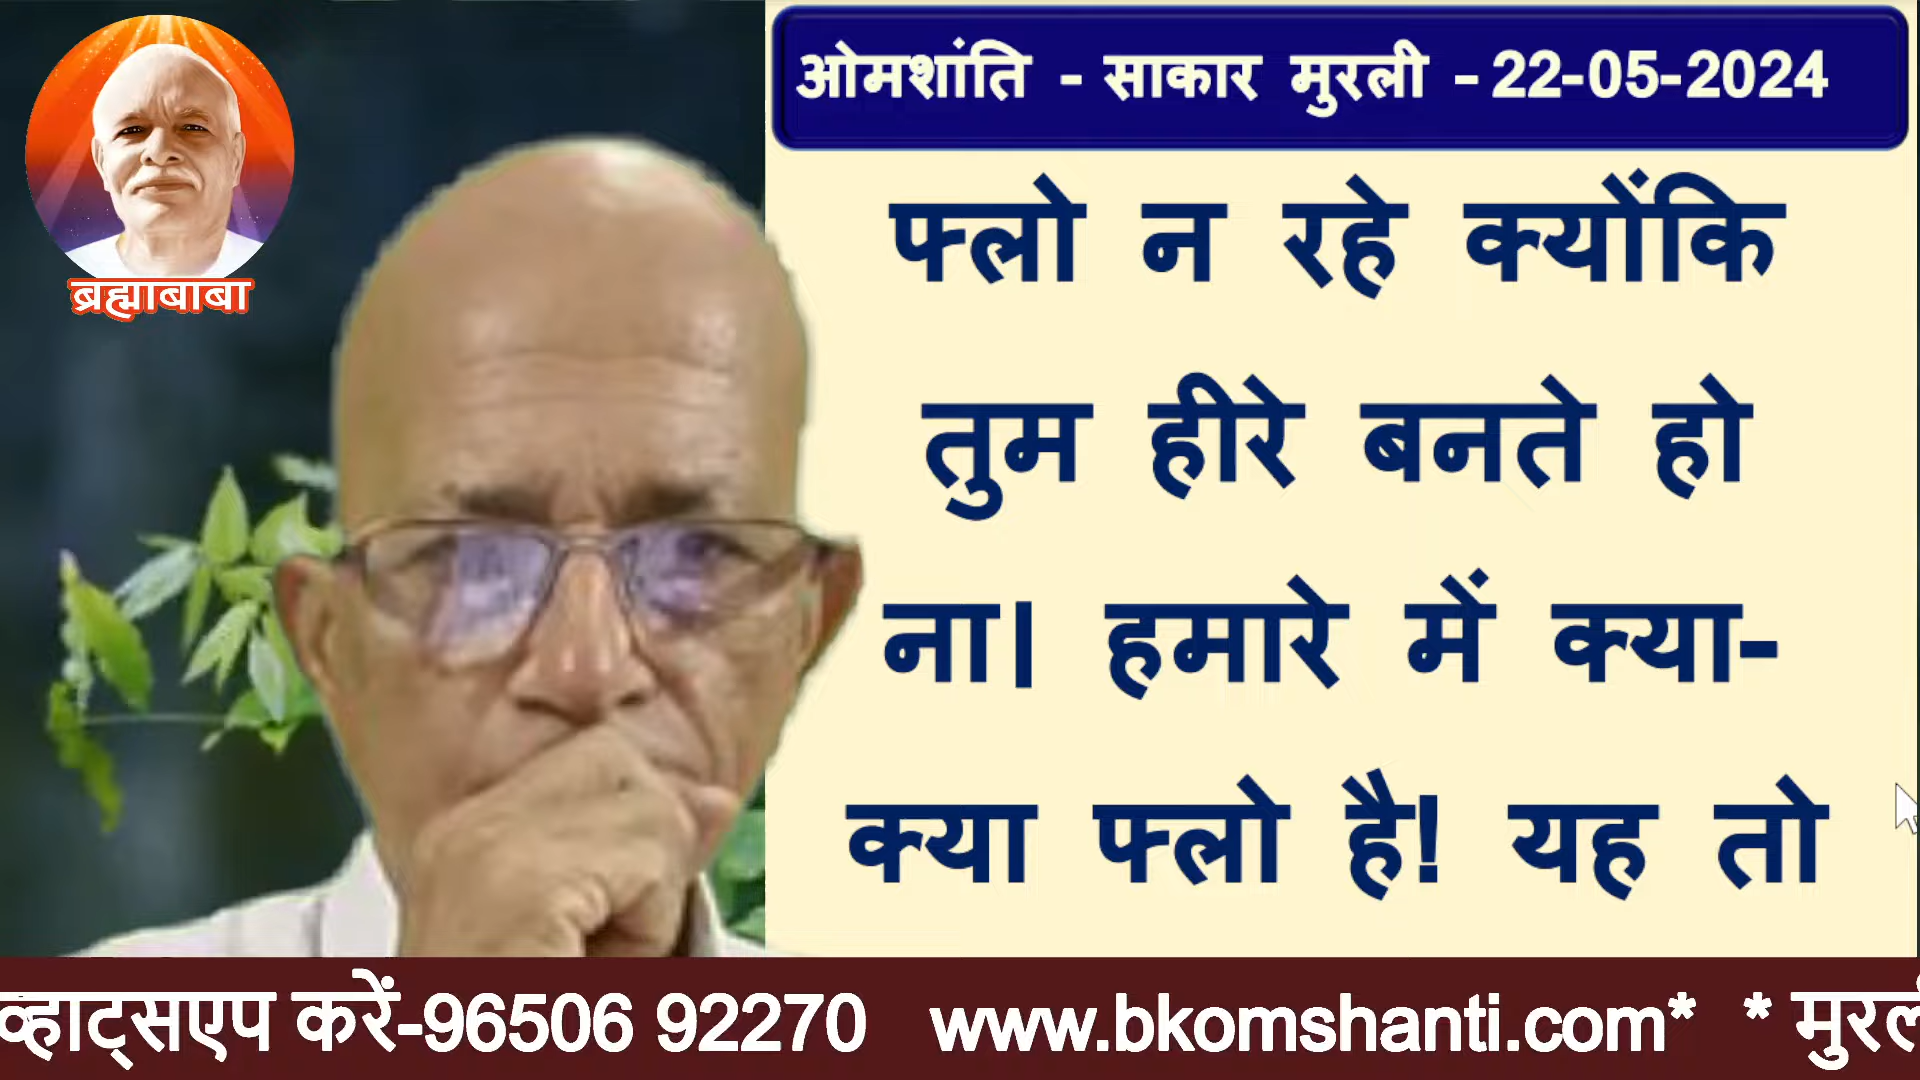 ओमशांति - साकार मुरली - 22-05-2024
ब्रह्माबाबा
फ्लो न रहे क्योंकि
तुम हीरे बनते हो
ना। हमारे में क्या-
क्या फ्लो है! यह तो
व्हाट्सएप करें-96506 92270 www.bkomshanti.com* * मुरली